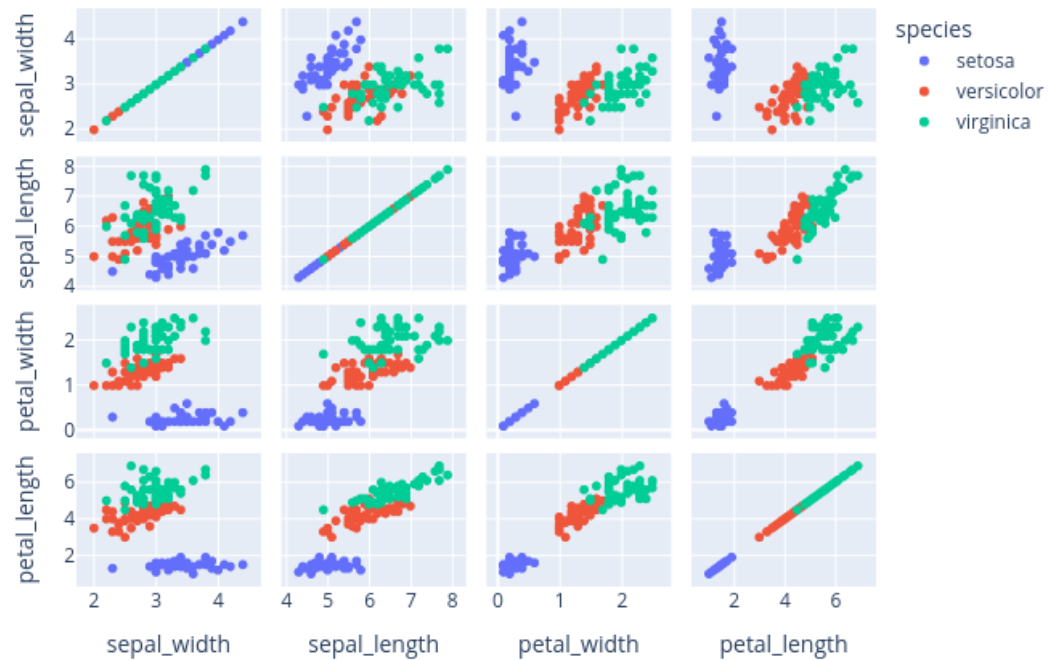 sepal_width
4
3
2
species
setosa
versicolor
virginica
sepal_length
8
7
6
5
4
petal_width
2
1
0
petal_length
6
4
2
2 3 4 4 5 6 7 8 0 1 2 2 4 6
sepal_width sepal_length petal_width petal_length